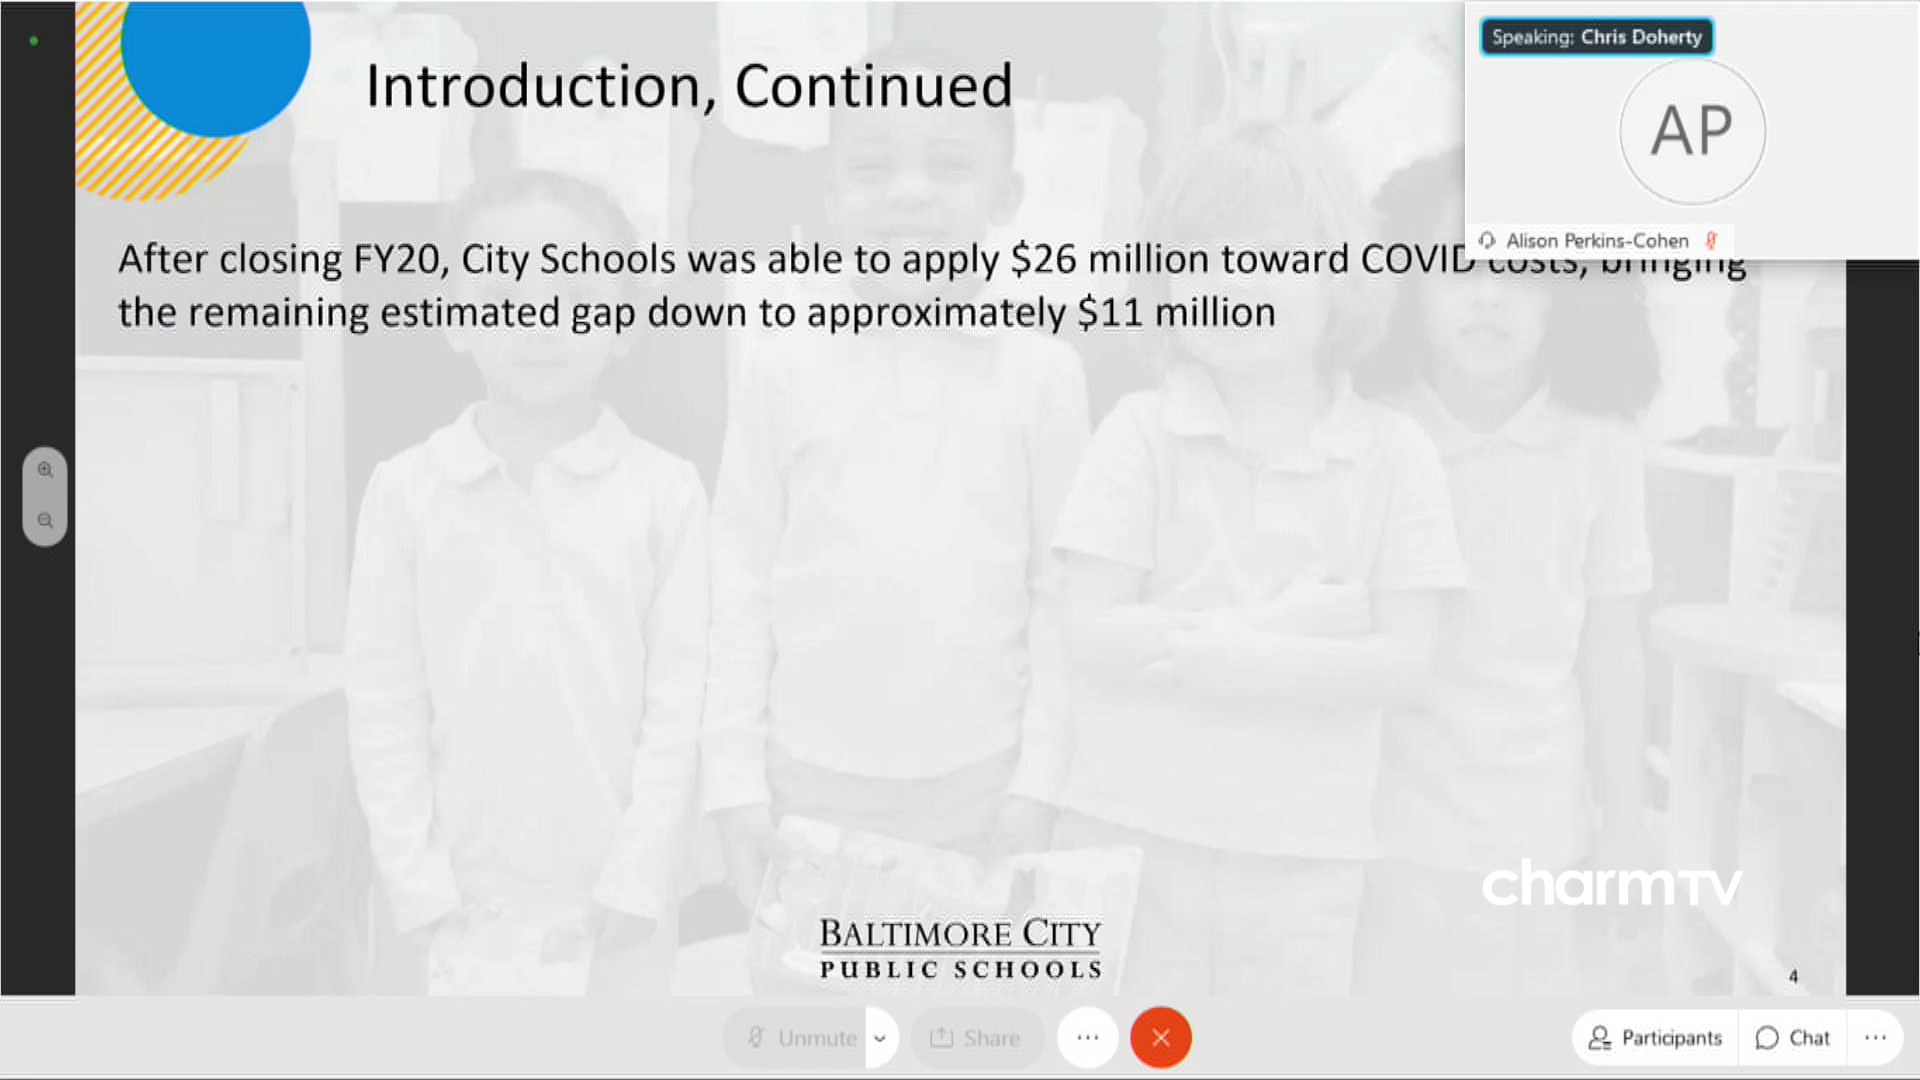 Introduction, Continued
Speaking: Chris Doherty
AP
Alison Perkins-Cohen
After closing FY20, City Schools was able to apply $26 million toward COVID costs, bringing
the remaining estimated gap down to approximately $11 million
charmTV
BALTIMORE CITY
PUBLIC SCHOOLS
4
Unmute
Share
Participants
Chat